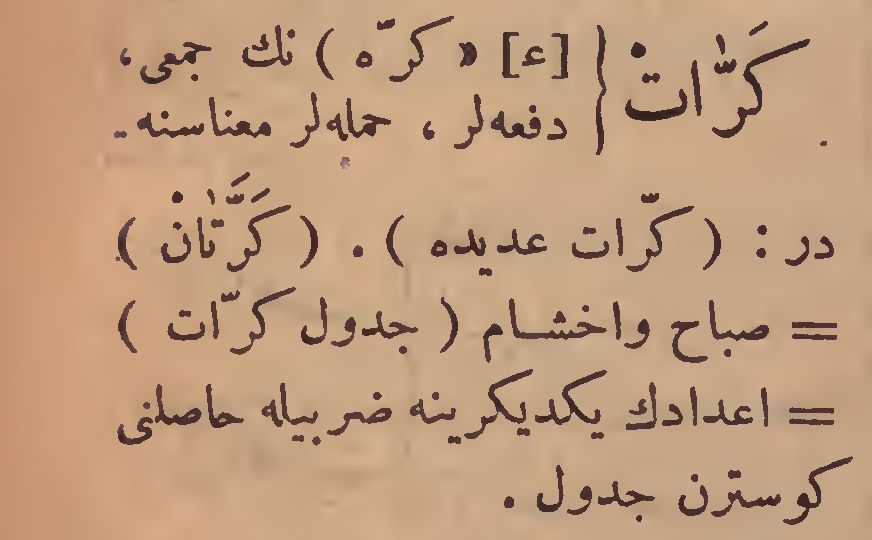 كَرَّاتْ } [ع] « كرّه ) نك جمعى،
دفعه‌لر ، حمله‌لر معناسنه-
در : ( كرّات عديده ) . ( كَرَّتَانْ )
= صباح واخشام ( جدول كرّات )
= اعدادك يكديكرينه ضربيله حاصلنى
كوسترن جدول .